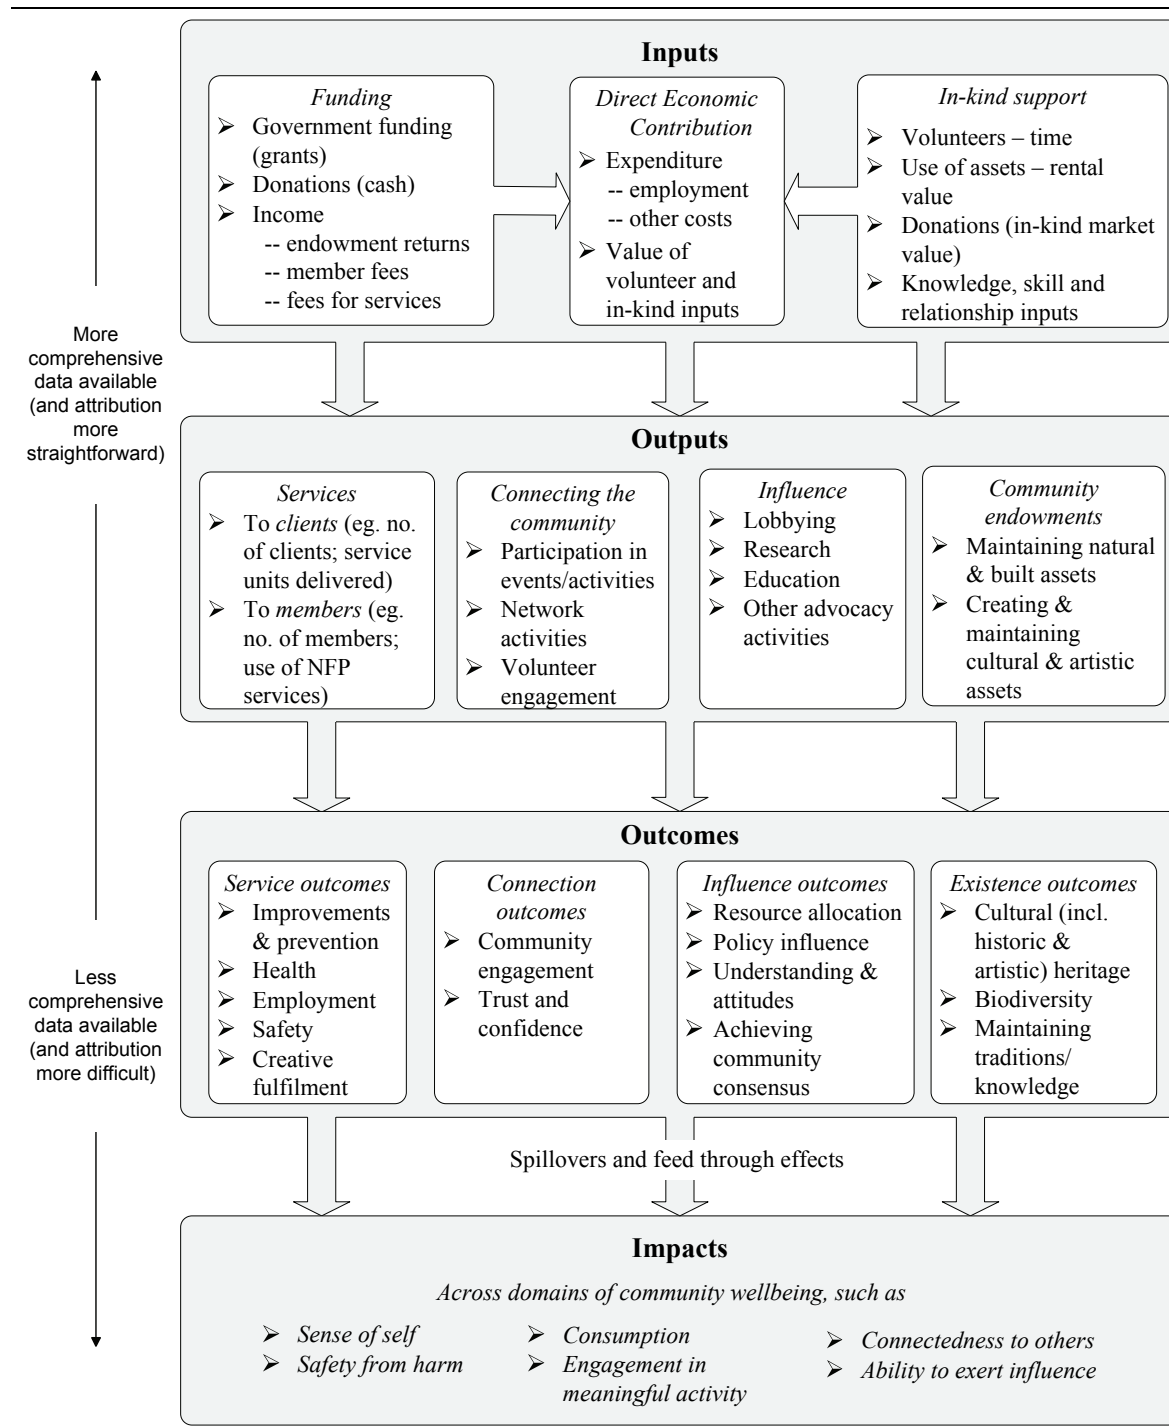 Inputs
Funding
➢ Government funding
(grants)
➢ Donations (cash)
➢ Income
-- endowment returns
-- member fees
-- fees for services
Direct Economic
Contribution
➢ Expenditure
-- employment
-- other costs
➢ Value of
volunteer and
in-kind inputs
In-kind support
➢ Volunteers – time
➢ Use of assets – rental
value
➢ Donations (in-kind market
value)
➢ Knowledge, skill and
relationship inputs
More
comprehensive
data available
(and attribution
more
straightforward)
Outputs
Services
➢ To clients (eg. no.
of clients; service
units delivered)
➢ To members (eg.
no. of members;
use of NFP
services)
Connecting the
community
➢ Participation in
events/activities
➢ Network
activities
➢ Volunteer
engagement
Influence
➢ Lobbying
➢ Research
➢ Education
➢ Other advocacy
activities
Community
endowments
➢ Maintaining natural
& built assets
➢ Creating &
maintaining
cultural & artistic
assets
Outcomes
Service outcomes
➢ Improvements
& prevention
➢ Health
➢ Employment
➢ Safety
➢ Creative
fulfilment
Connection
outcomes
➢ Community
engagement
➢ Trust and
confidence
Influence outcomes
➢ Resource allocation
➢ Policy influence
➢ Understanding &
attitudes
➢ Achieving
community
consensus
Existence outcomes
➢ Cultural (incl.
historic &
artistic) heritage
➢ Biodiversity
➢ Maintaining
traditions/
knowledge
Less
comprehensive
data available
(and attribution
more difficult)
Spillovers and feed through effects
Impacts
Across domains of community wellbeing, such as
➢ Sense of self
➢ Safety from harm
➢ Consumption
➢ Engagement in
meaningful activity
➢ Connectedness to others
➢ Ability to exert influence